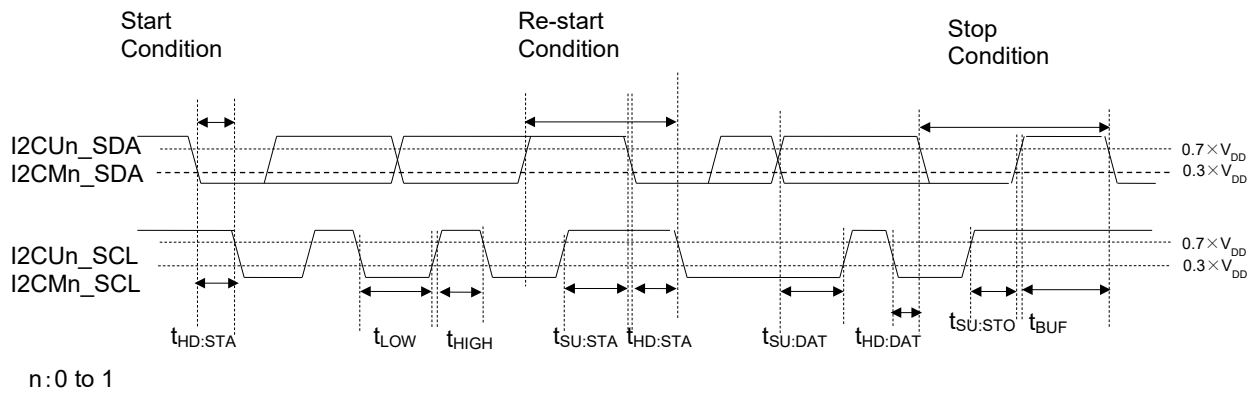 Start
Condition
Re-start
Condition
Stop
Condition
I2CUn_SDA
I2CMn_SDA
0.7×VDD
0.3×VDD
I2CUn_SCL
I2CMn_SCL
0.7×VDD
0.3×VDD
tHD:STA
tLOW
tHIGH
tSU:STA
tHD:STA
tSU:DAT
tHD:DAT
tSU:STO
tBUF
n:0 to 1